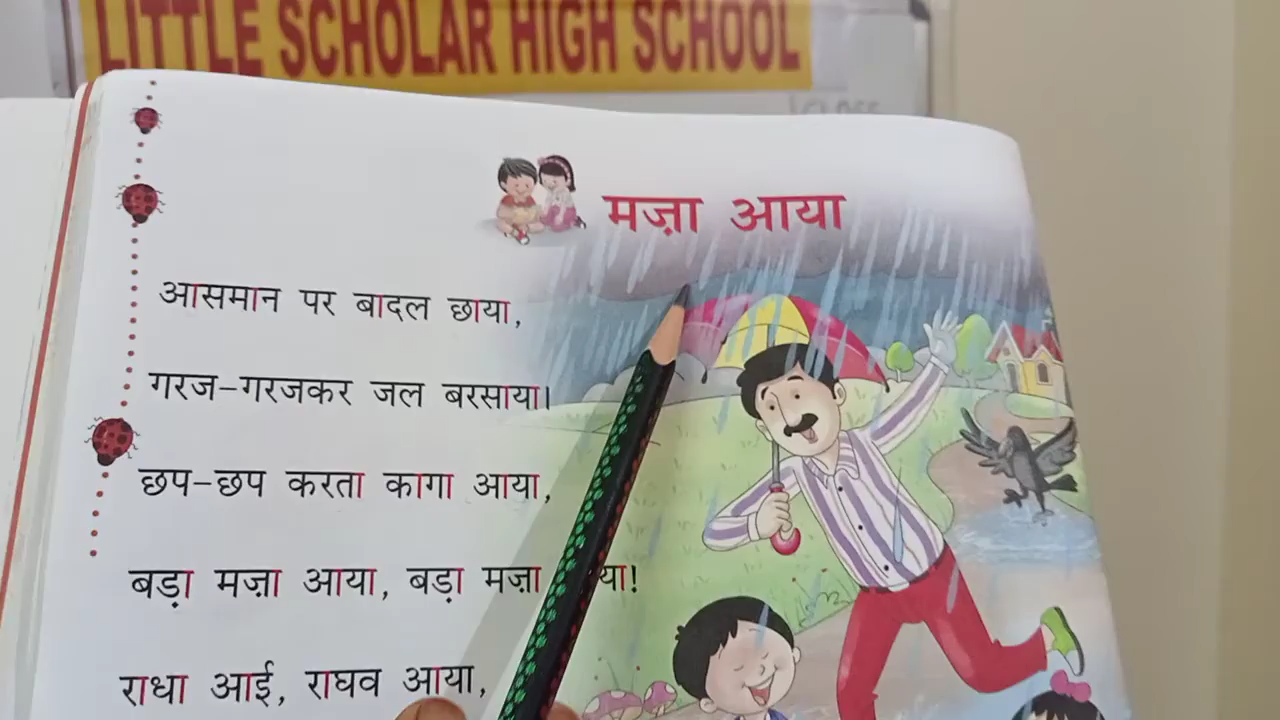 LITTLE SCHOLAR HIGH SCHOOL
मज़ा आया
आसमान पर बादल छाया,
गरज-गरजकर जल बरसाया।
छप-छप करता कागा आया,
बड़ा मज़ा आया, बड़ा मज़ा या!
राधा आई, राघव आया,